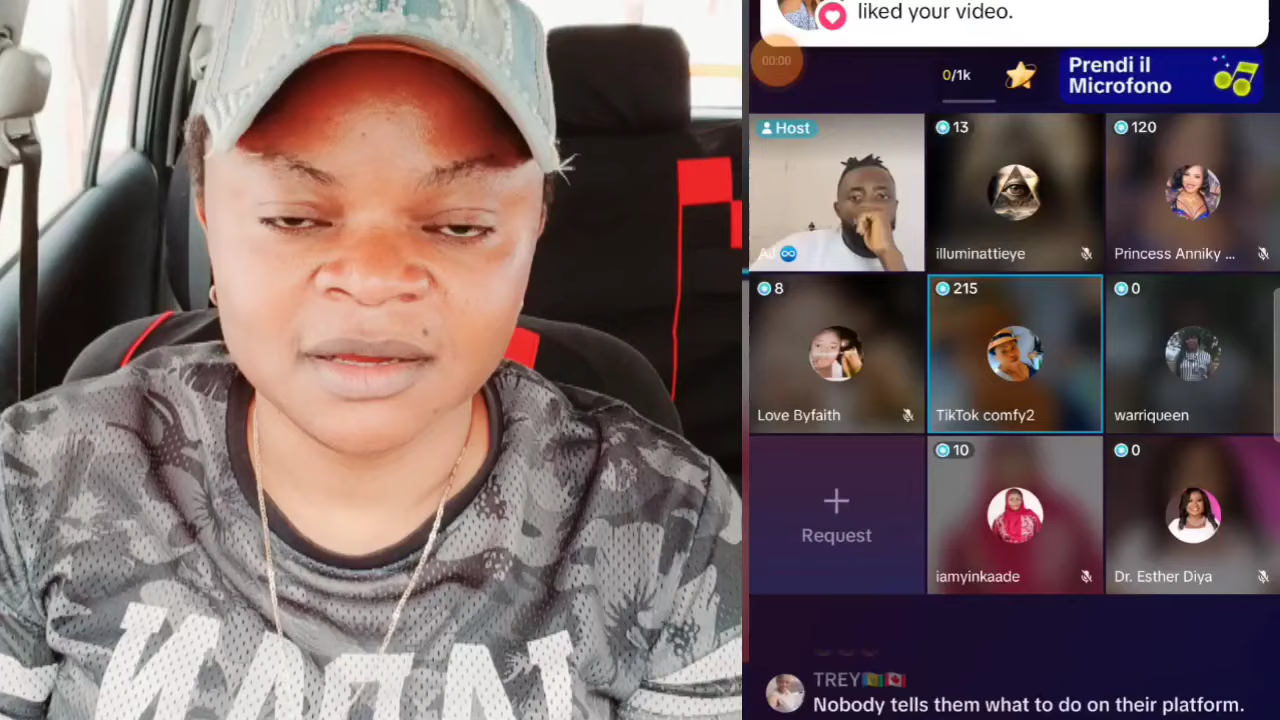 liked your video.
00:00
0/1k
Prendi il
Microfono
Host
13
120
illuminattieye
Princess Anniky ...
8
215
0
Love Byfaith
TikTok comfy2
warriqueen
10
0
Request
iamyinkaade
Dr. Esther Diya
TREY
Nobody tells them what to do on their platform.